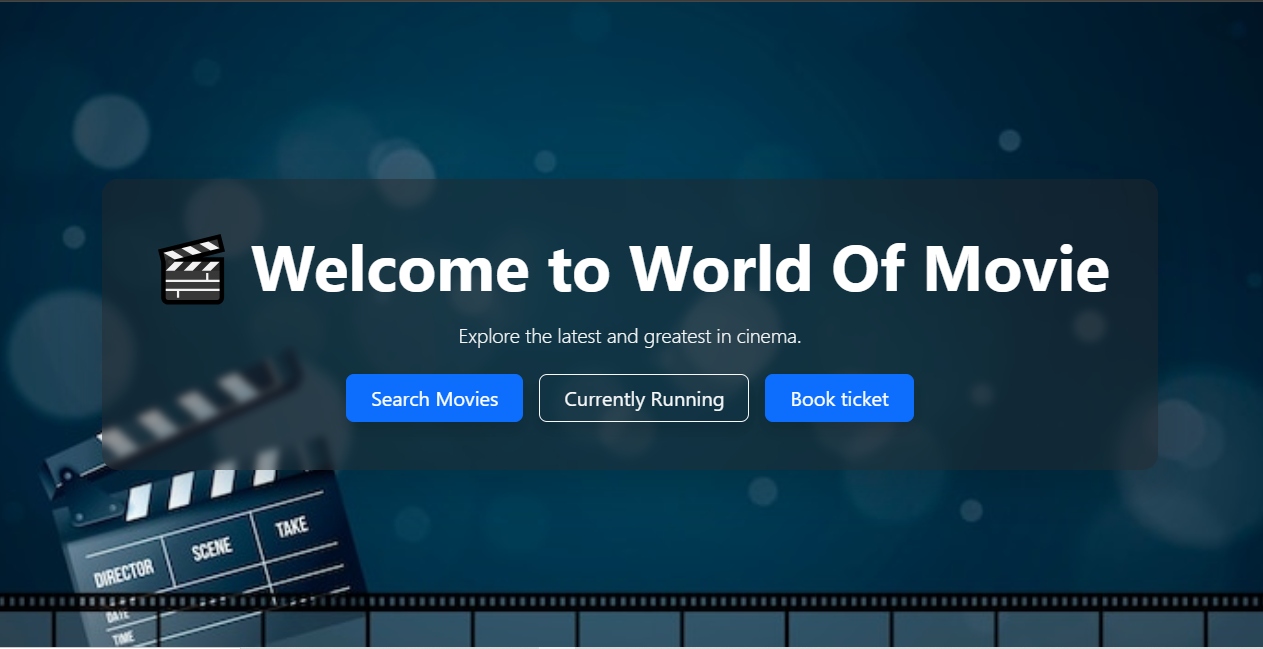 Welcome to World Of Movie
Explore the latest and greatest in cinema.
Search Movies
Currently Running
Book ticket
DIRECTOR
SCENE
TAKE
DATE
TIME